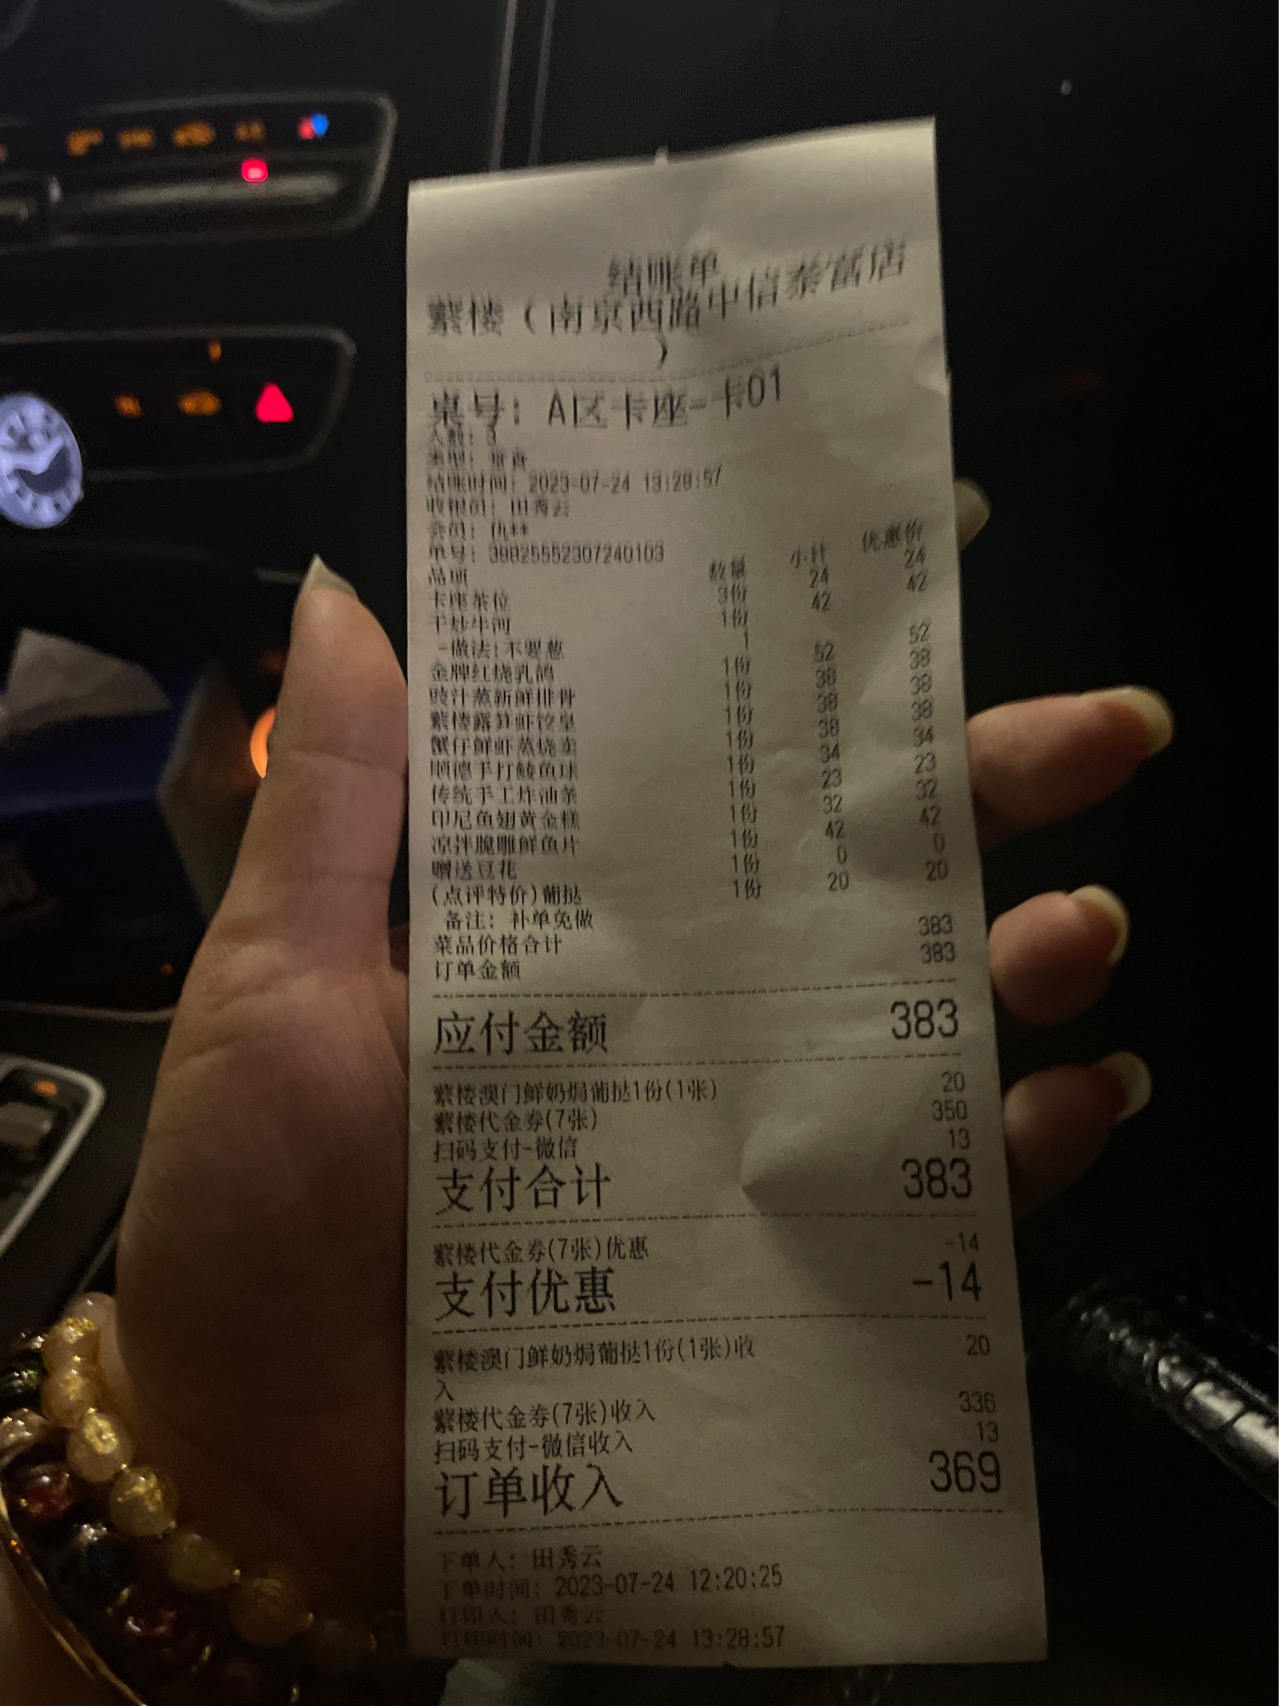 结账单
紫楼（南京西路中信泰富店
）
桌号: A区卡座-卡01
人数: 3
类型: 堂食
结账时间: 2023-07-24 13:28:57
收银员: 田秀云
会员: 仇**
单号: 38025552307240103
品项 数量 小计 优惠价
卡座茶位 3份 24 24
干炒牛河 1份 42 42
-做法:不要葱 1
金牌红烧乳鸽 1份 52 52
豉汁蒸新鲜排骨 1份 38 38
紫楼露笋虾饺皇 1份 38 38
蟹仔鲜虾蒸烧卖 1份 38 38
顺德手打鲮鱼球 1份 34 34
传统手工炸油条 1份 23 23
印尼鱼翅黄金糕 1份 32 32
凉拌脆雕鲜鱼片 1份 42 42
赠送豆花 1份 0 0
(点评特价)葡挞 1份 20 20
备注: 补单免做
菜品价格合计 383
订单金额 383
应付金额 383
紫楼澳门鲜奶焗葡挞1份(1张) 20
紫楼代金券(7张) 350
扫码支付-微信 13
支付合计 383
紫楼代金券(7张)优惠 -14
支付优惠 -14
紫楼澳门鲜奶焗葡挞1份(1张)收 20
入
紫楼代金券(7张)收入 336
扫码支付-微信收入 13
订单收入 369
下单人: 田秀云
下单时间: 2023-07-24 12:20:25
打印人: 田秀云
打印时间: 2023-07-24 13:28:57